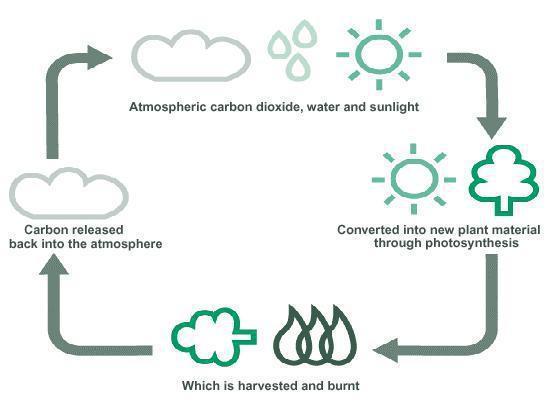 Atmospheric carbon dioxide, water and sunlight
Converted into new plant material
through photosynthesis
Carbon released
back into the atmosphere
Which is harvested and burnt